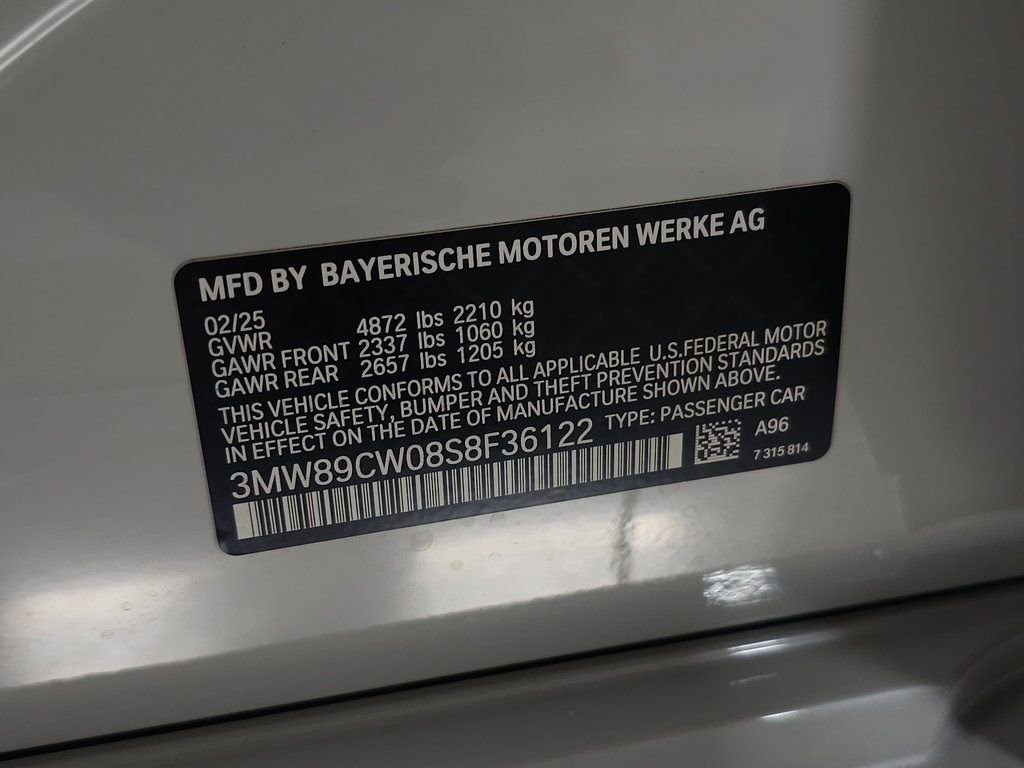 MFD BY BAYERISCHE MOTOREN WERKE AG
02/25
GVWR 4872 lbs 2210 kg
GAWR FRONT 2337 lbs 1060 kg
GAWR REAR 2657 lbs 1205 kg
THIS VEHICLE CONFORMS TO ALL APPLICABLE U.S.FEDERAL MOTOR
VEHICLE SAFETY, BUMPER AND THEFT PREVENTION STANDARDS
IN EFFECT ON THE DATE OF MANUFACTURE SHOWN ABOVE.
3MW89CW08S8F36122 TYPE: PASSENGER CAR
A96
7 315 814